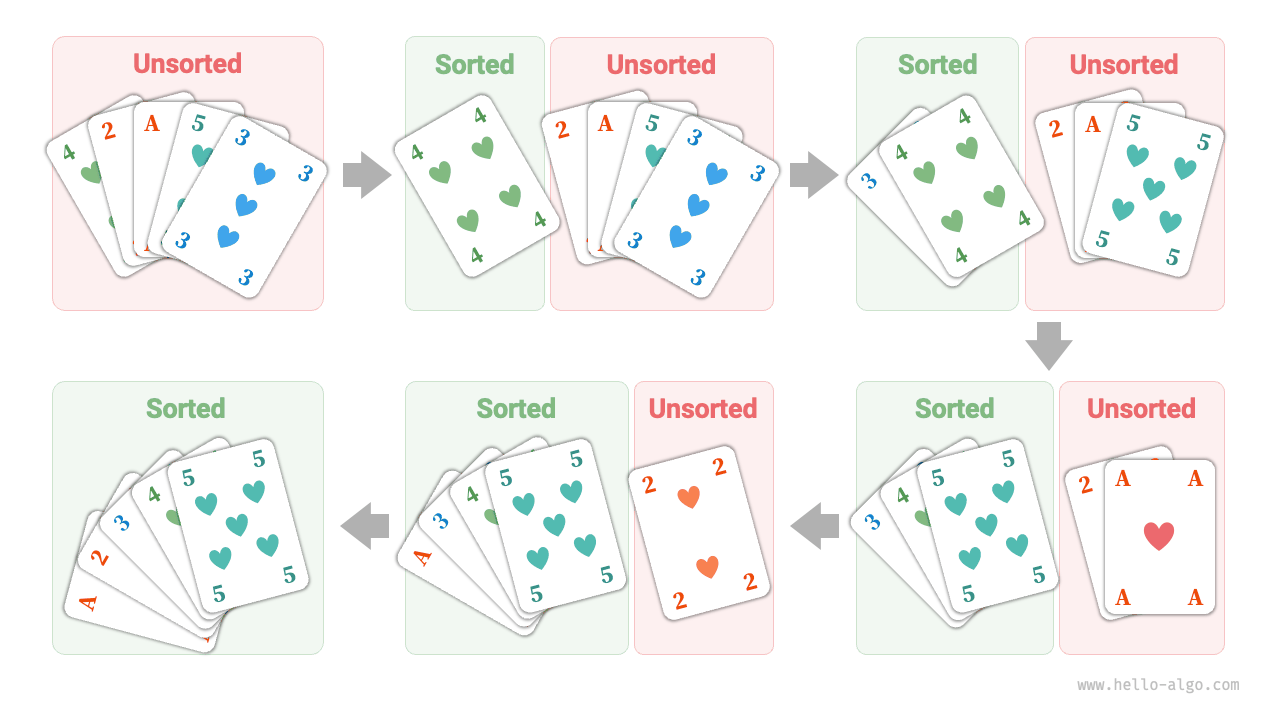 Unsorted
4 2 A 5 3 3
3 3
Sorted
4 4
4 4
Unsorted
2 A 5 3 3
3 3
Sorted
3 4 4
4 4
Unsorted
2 A 5 5
5 5
Sorted
A 2 3 4 5 5
5 5
Sorted
A 3 4 5 5
5 5
Unsorted
2 2
2 2
Sorted
3 4 5 5
5 5
Unsorted
2 A A
A A
www.hello-algo.com